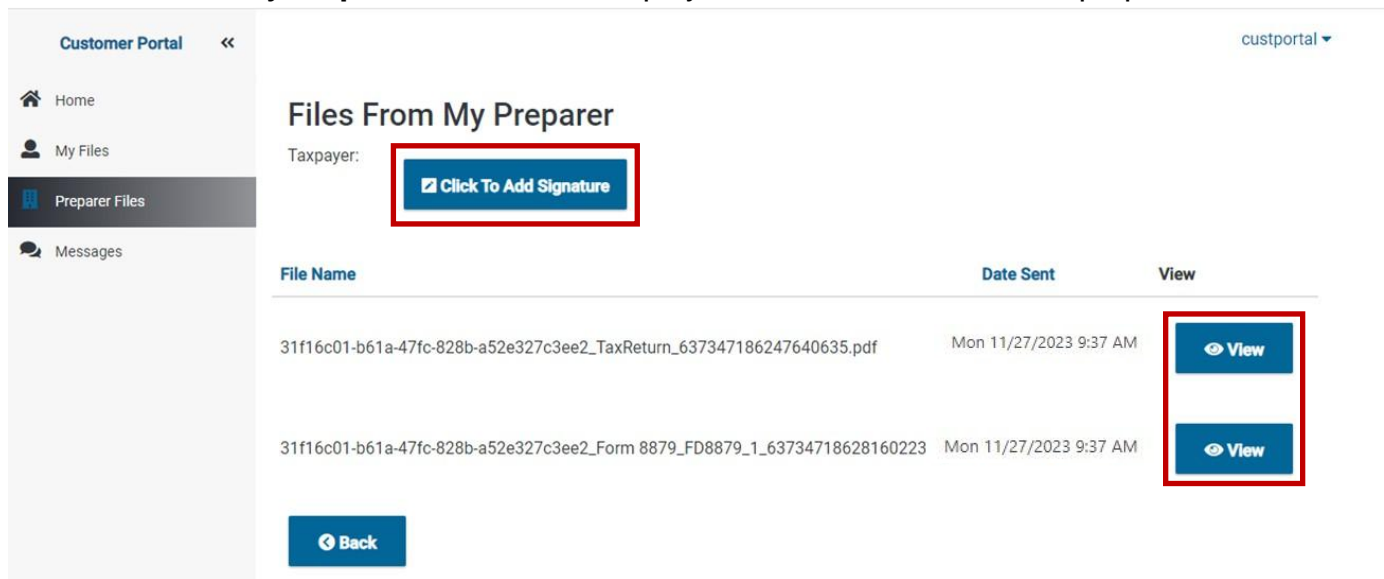 Customer Portal
custportal
Home
My Files
Preparer Files
Messages
Files From My Preparer
Taxpayer:
Click To Add Signature
File Name Date Sent View
31f16c01-b61a-47fc-828b-a52e327c3ee2_TaxReturn_637347186247640635.pdf Mon 11/27/2023 9:37 AM View
31f16c01-b61a-47fc-828b-a52e327c3ee2_Form 8879_FD8879_1_63734718628160223 Mon 11/27/2023 9:37 AM View
Back